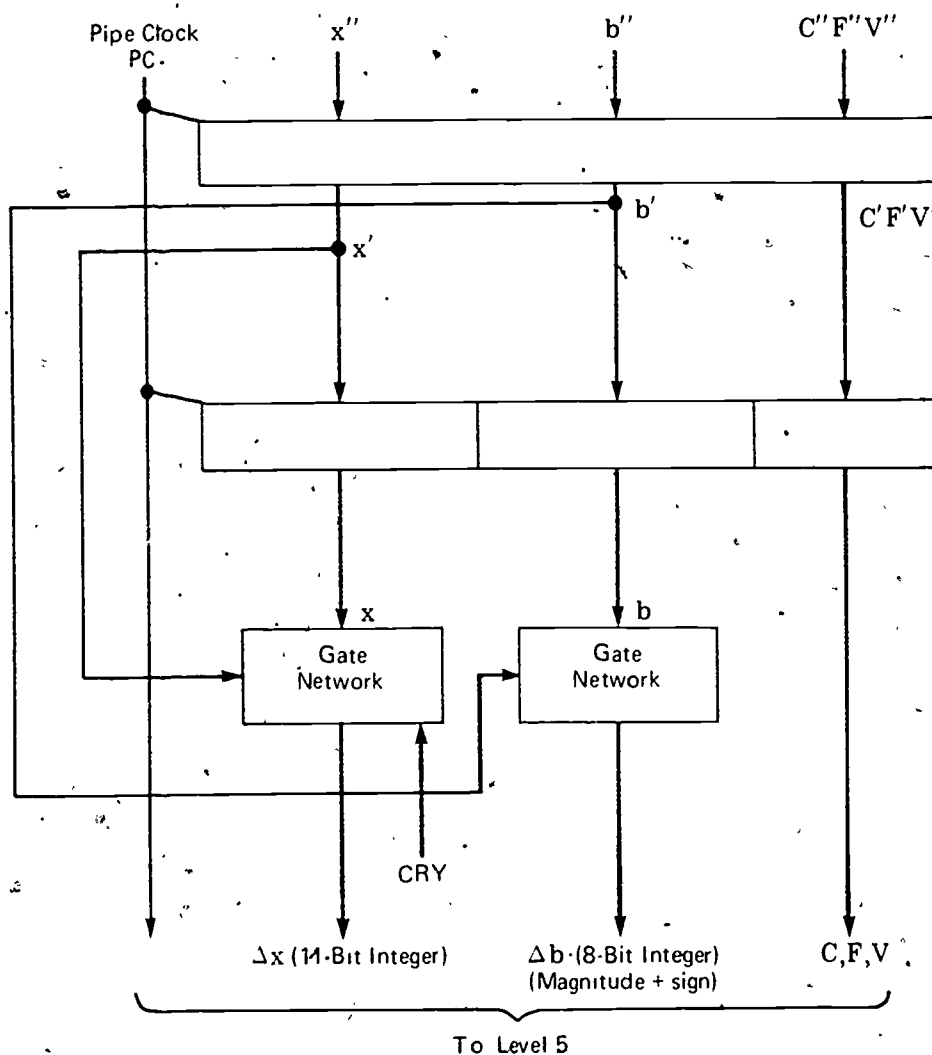 Pipe Clock
PC
x''
b''
C''F''V''
b'
C'F'V'
x'
x
b
Gate
Network
Gate
Network
CRY
Δx (14-Bit Integer)
Δb (8-Bit Integer)
(Magnitude + sign)
C,F,V
To Level 5